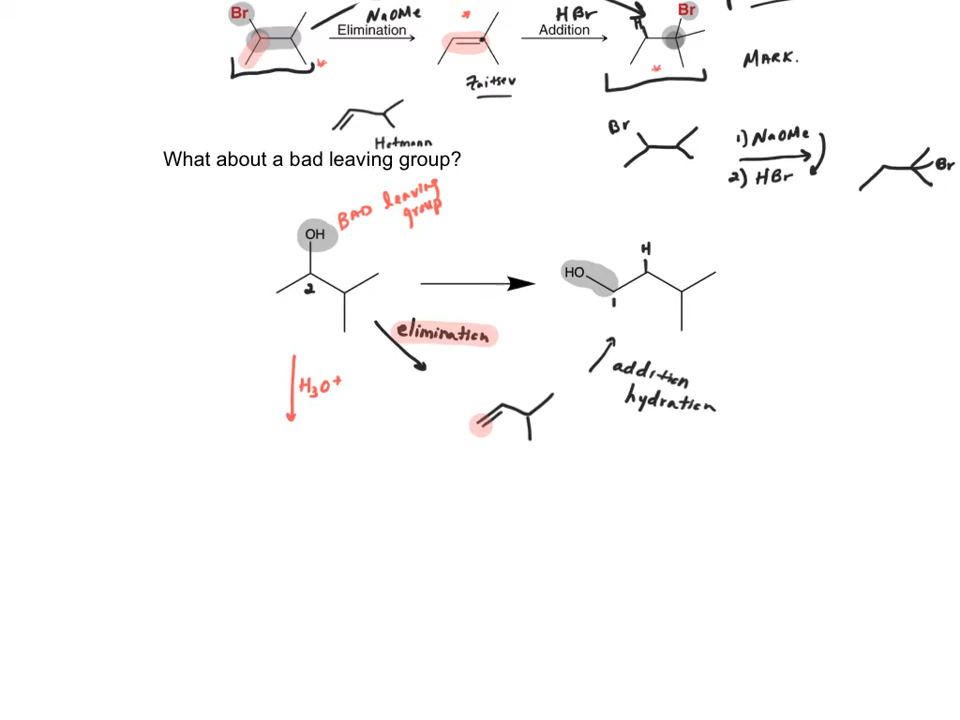 Br
NaOMe
HBr
Br
Elimination
Addition
H
MARK.
Zaitsev
Br
Hofmann
1) NaOMe
2) HBr
Br
What about a bad leaving group?
BAD leaving
group
OH
2
HO
H
1
elimination
H3O+
addition
hydration